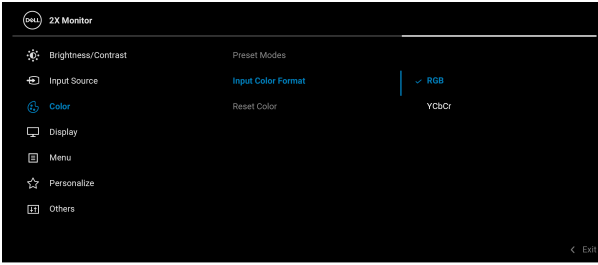 DELL 2X Monitor
Brightness/Contrast Preset Modes
Input Source Input Color Format RGB
Color Reset Color YCbCr
Display
Menu
Personalize
Others
Exit